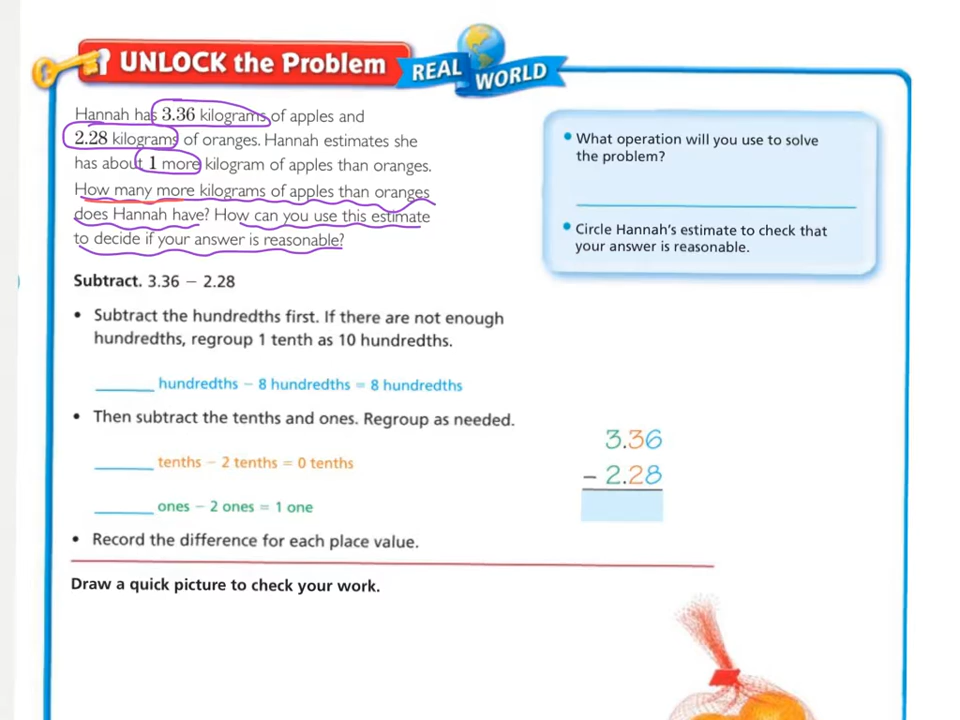 UNLOCK the Problem
REAL WORLD
Hannah has 3.36 kilograms of apples and
2.28 kilograms of oranges. Hannah estimates she
has about 1 more kilogram of apples than oranges.
How many more kilograms of apples than oranges
does Hannah have? How can you use this estimate
to decide if your answer is reasonable?
• What operation will you use to solve
the problem?
• Circle Hannah's estimate to check that
your answer is reasonable.
Subtract. 3.36 − 2.28
• Subtract the hundredths first. If there are not enough
hundredths, regroup 1 tenth as 10 hundredths.
______ hundredths − 8 hundredths = 8 hundredths
• Then subtract the tenths and ones. Regroup as needed.
______ tenths − 2 tenths = 0 tenths
______ ones − 2 ones = 1 one
• Record the difference for each place value.
3.36
− 2.28
Draw a quick picture to check your work.